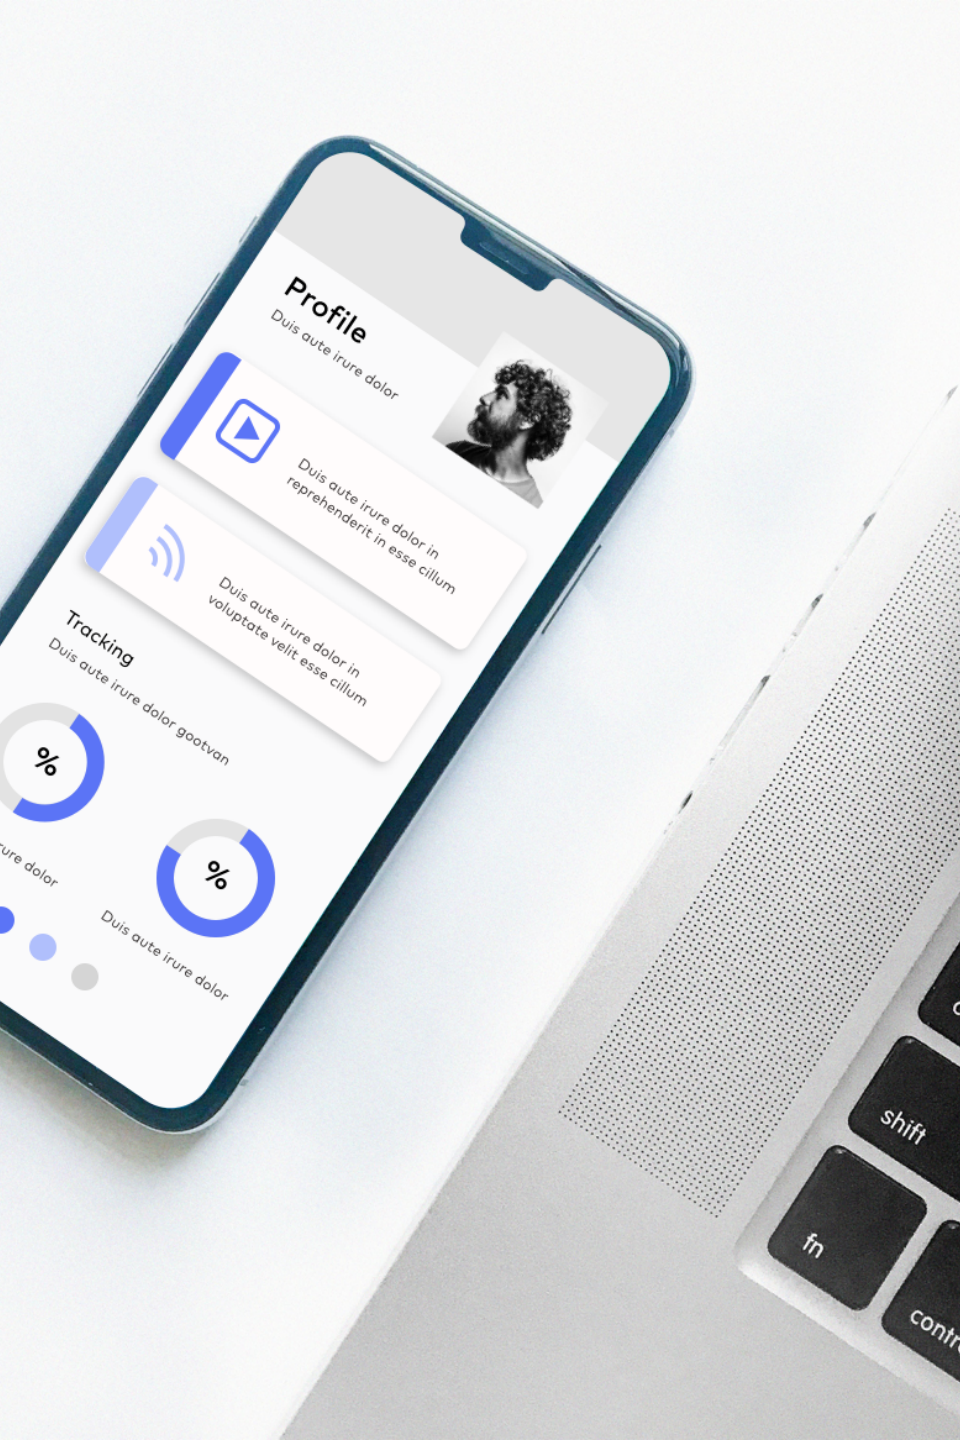 Profile
Duis aute irure dolor
Duis aute irure dolor in
reprehenderit in esse cillum
Duis aute irure dolor in
voluptate velit esse cillum
Tracking
Duis aute irure dolor gootvan
%
%
dolor
Duis aute irure dolor
shift
fn